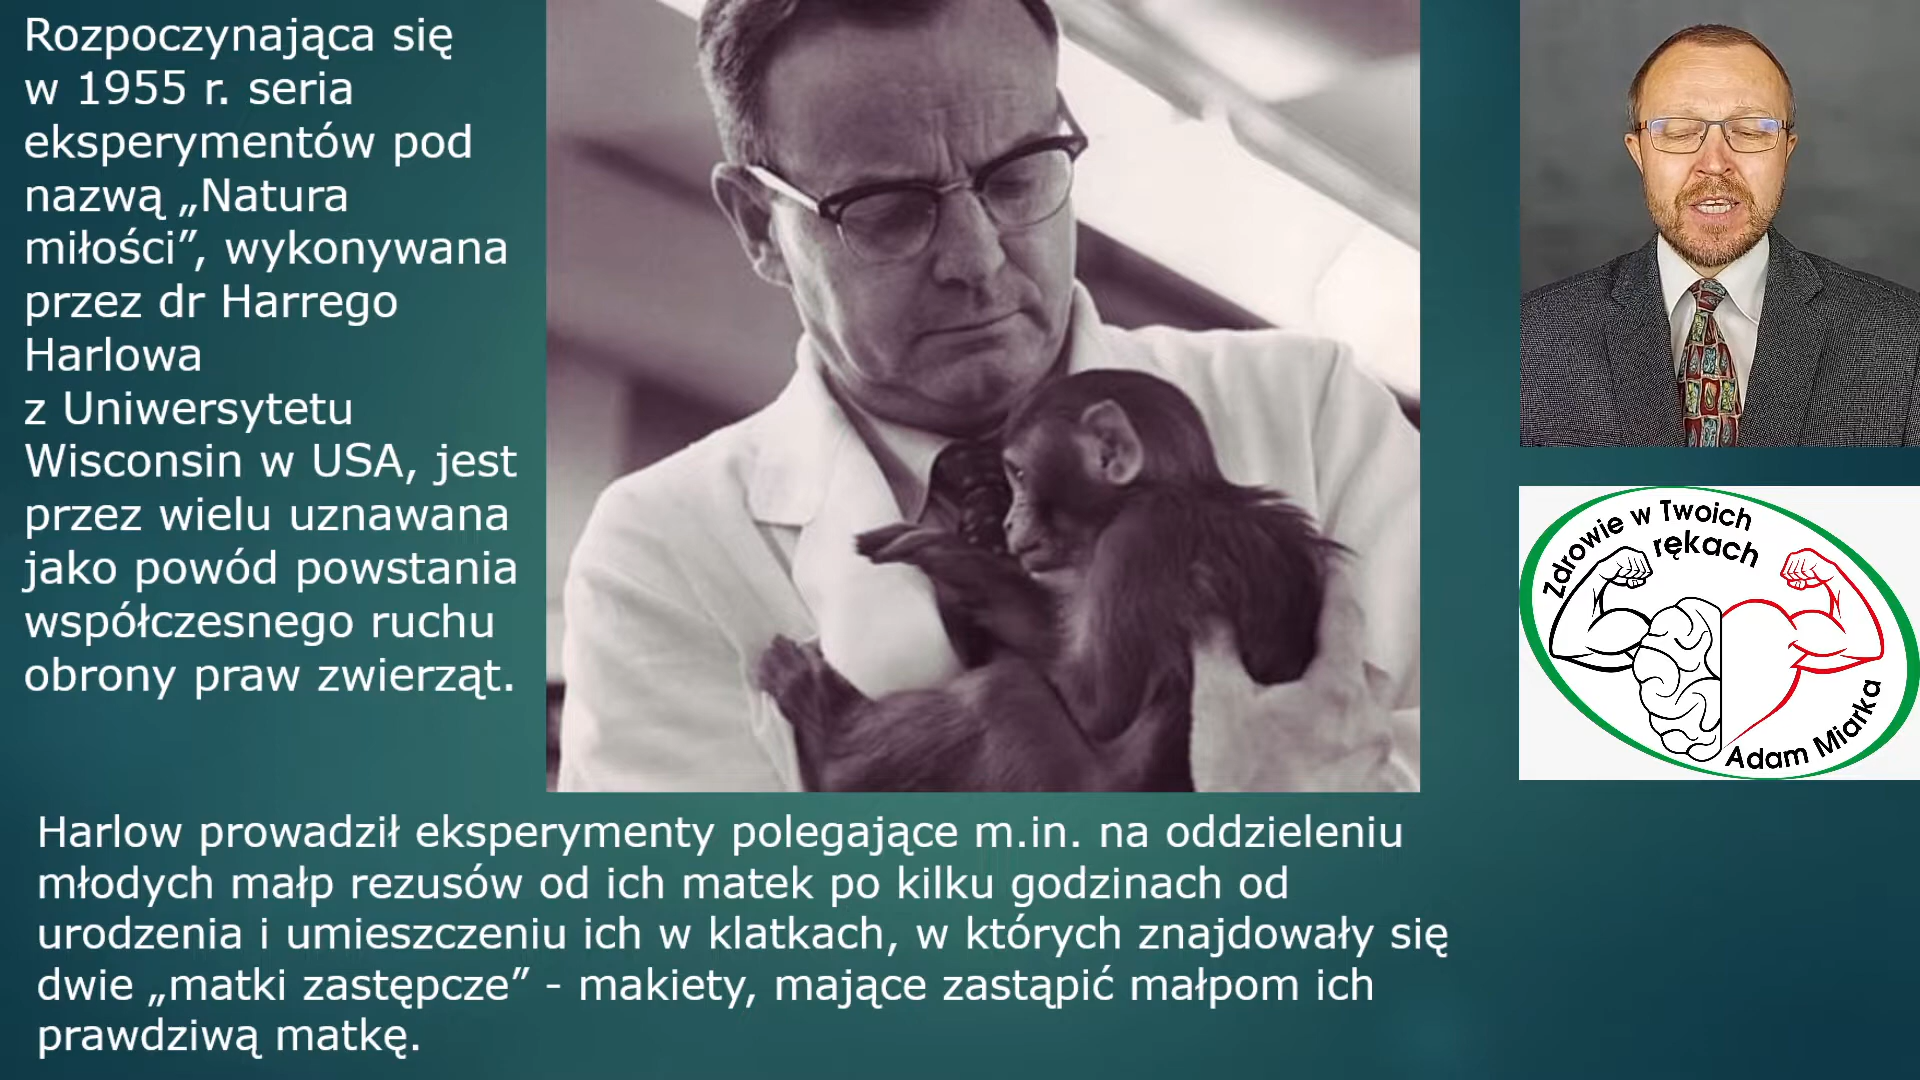 Rozpoczynająca się
w 1955 r. seria
eksperymentów pod
nazwą „Natura
miłości”, wykonywana
przez dr Harrego
Harlowa
z Uniwersytetu
Wisconsin w USA, jest
przez wielu uznawana
jako powód powstania
współczesnego ruchu
obrony praw zwierząt.
Harlow prowadził eksperymenty polegające m.in. na oddzieleniu
młodych małp rezusów od ich matek po kilku godzinach od
urodzenia i umieszczeniu ich w klatkach, w których znajdowały się
dwie „matki zastępcze” - makiety, mające zastąpić małpom ich
prawdziwą matkę.
Zdrowie w Twoich
rękach
Adam Miarka